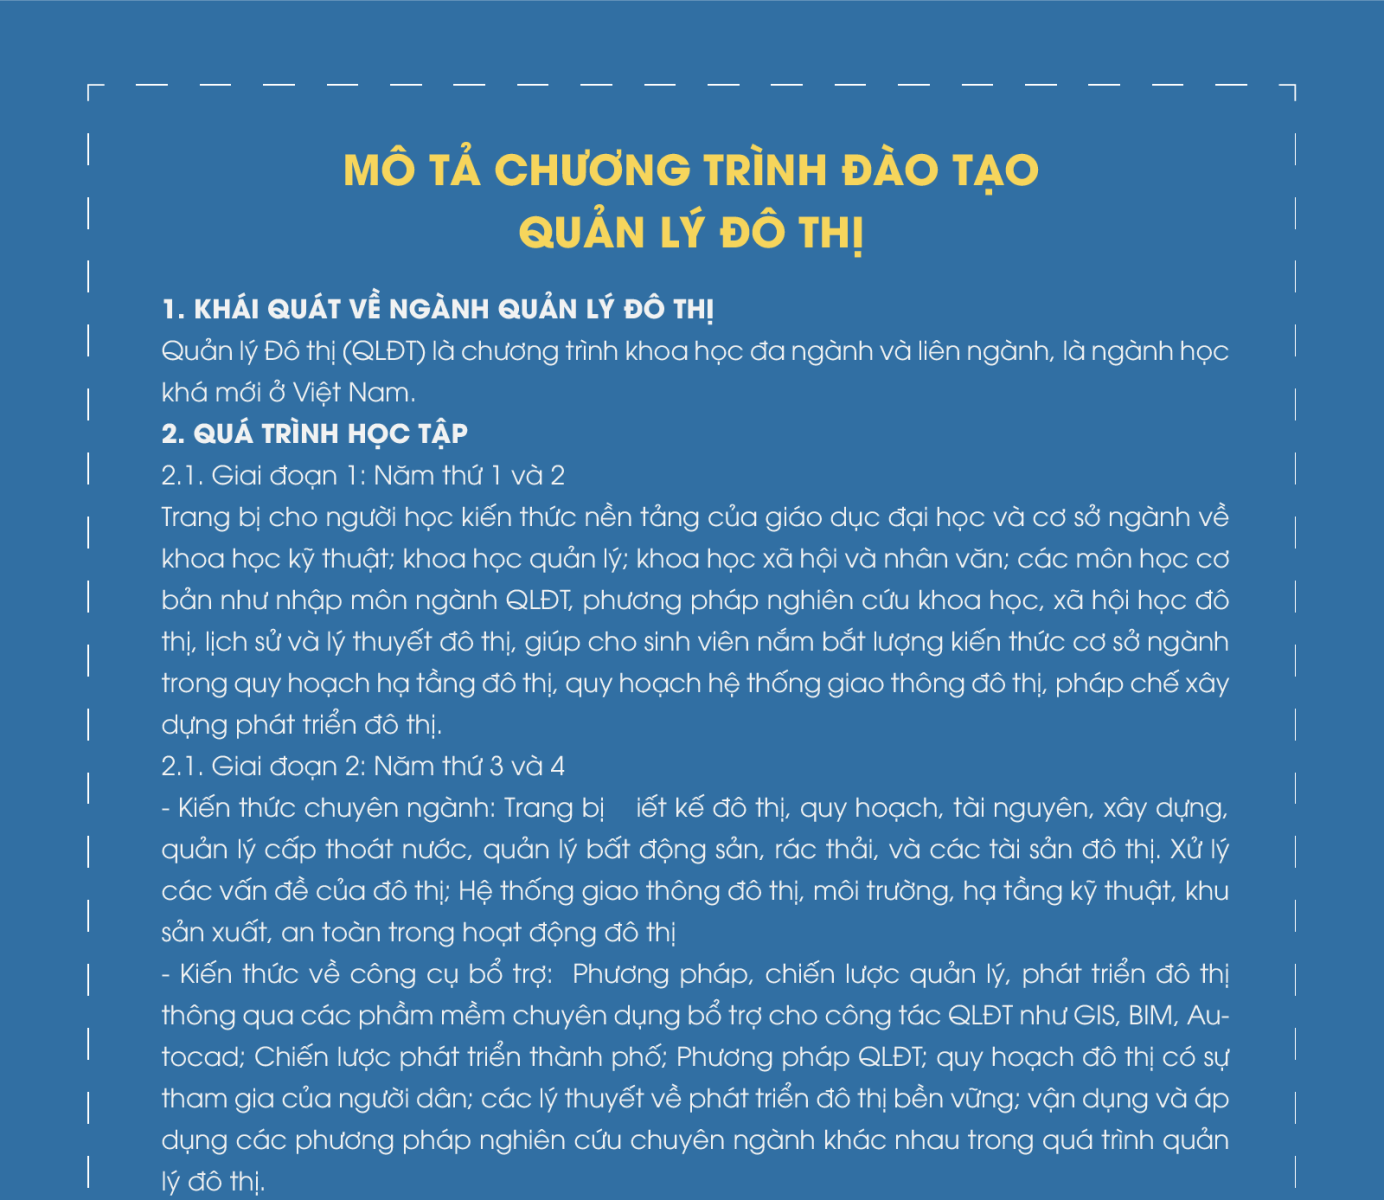 MÔ TẢ CHƯƠNG TRÌNH ĐÀO TẠO
QUẢN LÝ ĐÔ THỊ
1. KHÁI QUÁT VỀ NGÀNH QUẢN LÝ ĐÔ THỊ
Quản lý Đô thị (QLĐT) là chương trình khoa học đa ngành và liên ngành, là ngành học
khá mới ở Việt Nam.
2. QUÁ TRÌNH HỌC TẬP
2.1. Giai đoạn 1: Năm thứ 1 và 2
Trang bị cho người học kiến thức nền tảng của giáo dục đại học và cơ sở ngành về
khoa học kỹ thuật; khoa học quản lý; khoa học xã hội và nhân văn; các môn học cơ
bản như nhập môn ngành QLĐT, phương pháp nghiên cứu khoa học, xã hội học đô
thị, lịch sử và lý thuyết đô thị, giúp cho sinh viên nắm bắt lượng kiến thức cơ sở ngành
trong quy hoạch hạ tầng đô thị, quy hoạch hệ thống giao thông đô thị, pháp chế xây
dựng phát triển đô thị.
2.1. Giai đoạn 2: Năm thứ 3 và 4
- Kiến thức chuyên ngành: Trang bị iết kế đô thị, quy hoạch, tài nguyên, xây dựng,
quản lý cấp thoát nước, quản lý bất động sản, rác thải, và các tài sản đô thị. Xử lý
các vấn đề của đô thị; Hệ thống giao thông đô thị, môi trường, hạ tầng kỹ thuật, khu
sản xuất, an toàn trong hoạt động đô thị
- Kiến thức về công cụ bổ trợ: Phương pháp, chiến lược quản lý, phát triển đô thị
thông qua các phầm mềm chuyên dụng bổ trợ cho công tác QLĐT như GIS, BIM, Au-
tocad; Chiến lược phát triển thành phố; Phương pháp QLĐT; quy hoạch đô thị có sự
tham gia của người dân; các lý thuyết về phát triển đô thị bền vững; vận dụng và áp
dụng các phương pháp nghiên cứu chuyên ngành khác nhau trong quá trình quản
lý đô thị.